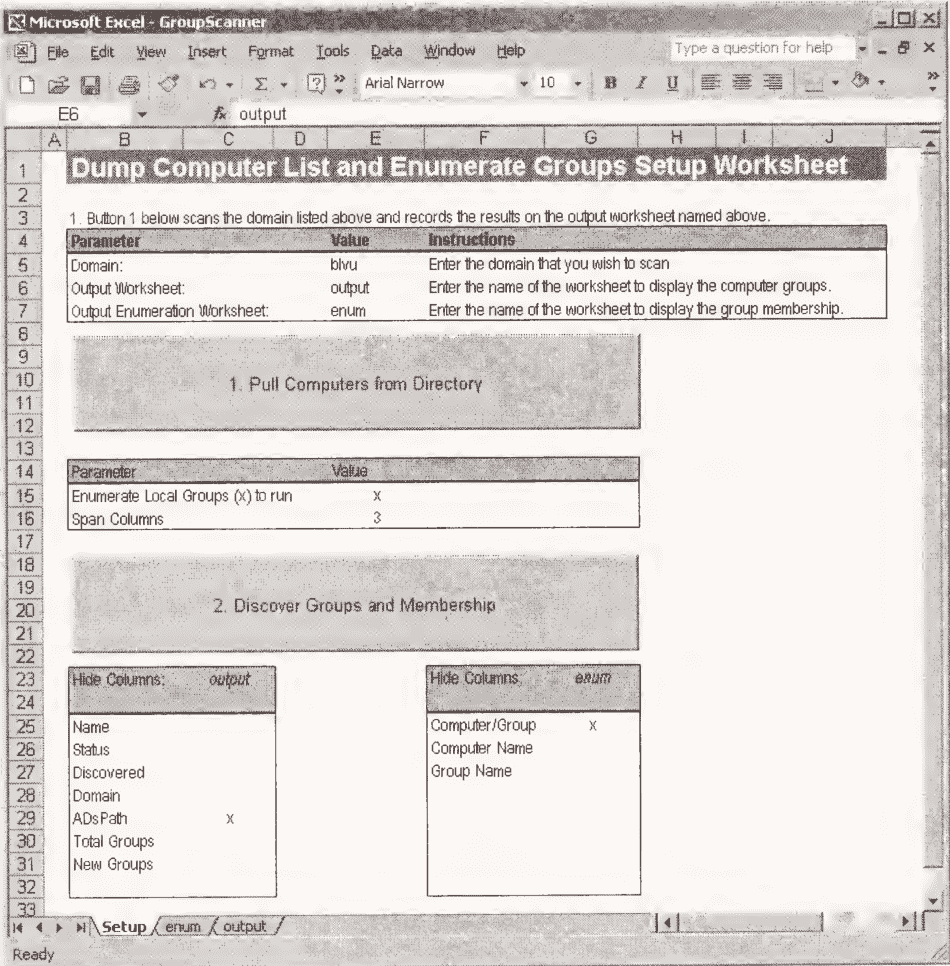 Microsoft Excel - GroupScanner
File Edit View Insert Format Tools Data Window Help Type a question for help
Arial Narrow 10 B I U
E6 fx output
A B C D E F G H I J
1 Dump Computer List and Enumerate Groups Setup Worksheet
2
3 1. Button 1 below scans the domain listed above and records the results on the output worksheet named above.
4 Parameter Value Instructions
5 Domain: blvu Enter the domain that you wish to scan
6 Output Worksheet: output Enter the name of the worksheet to display the computer groups.
7 Output Enumeration Worksheet: enum Enter the name of the worksheet to display the group membership.
8
9
10 1. Pull Computers from Directory
11
12
13
14 Parameter Value
15 Enumerate Local Groups (x) to run x
16 Span Columns 3
17
18
19
20 2. Discover Groups and Membership
21
22
23 Hide Columns: output Hide Columns: enum
24
25 Name Computer/Group x
26 Status Computer Name
27 Discovered Group Name
28 Domain
29 ADsPath x
30 Total Groups
31 New Groups
32
33
Setup enum output
Ready